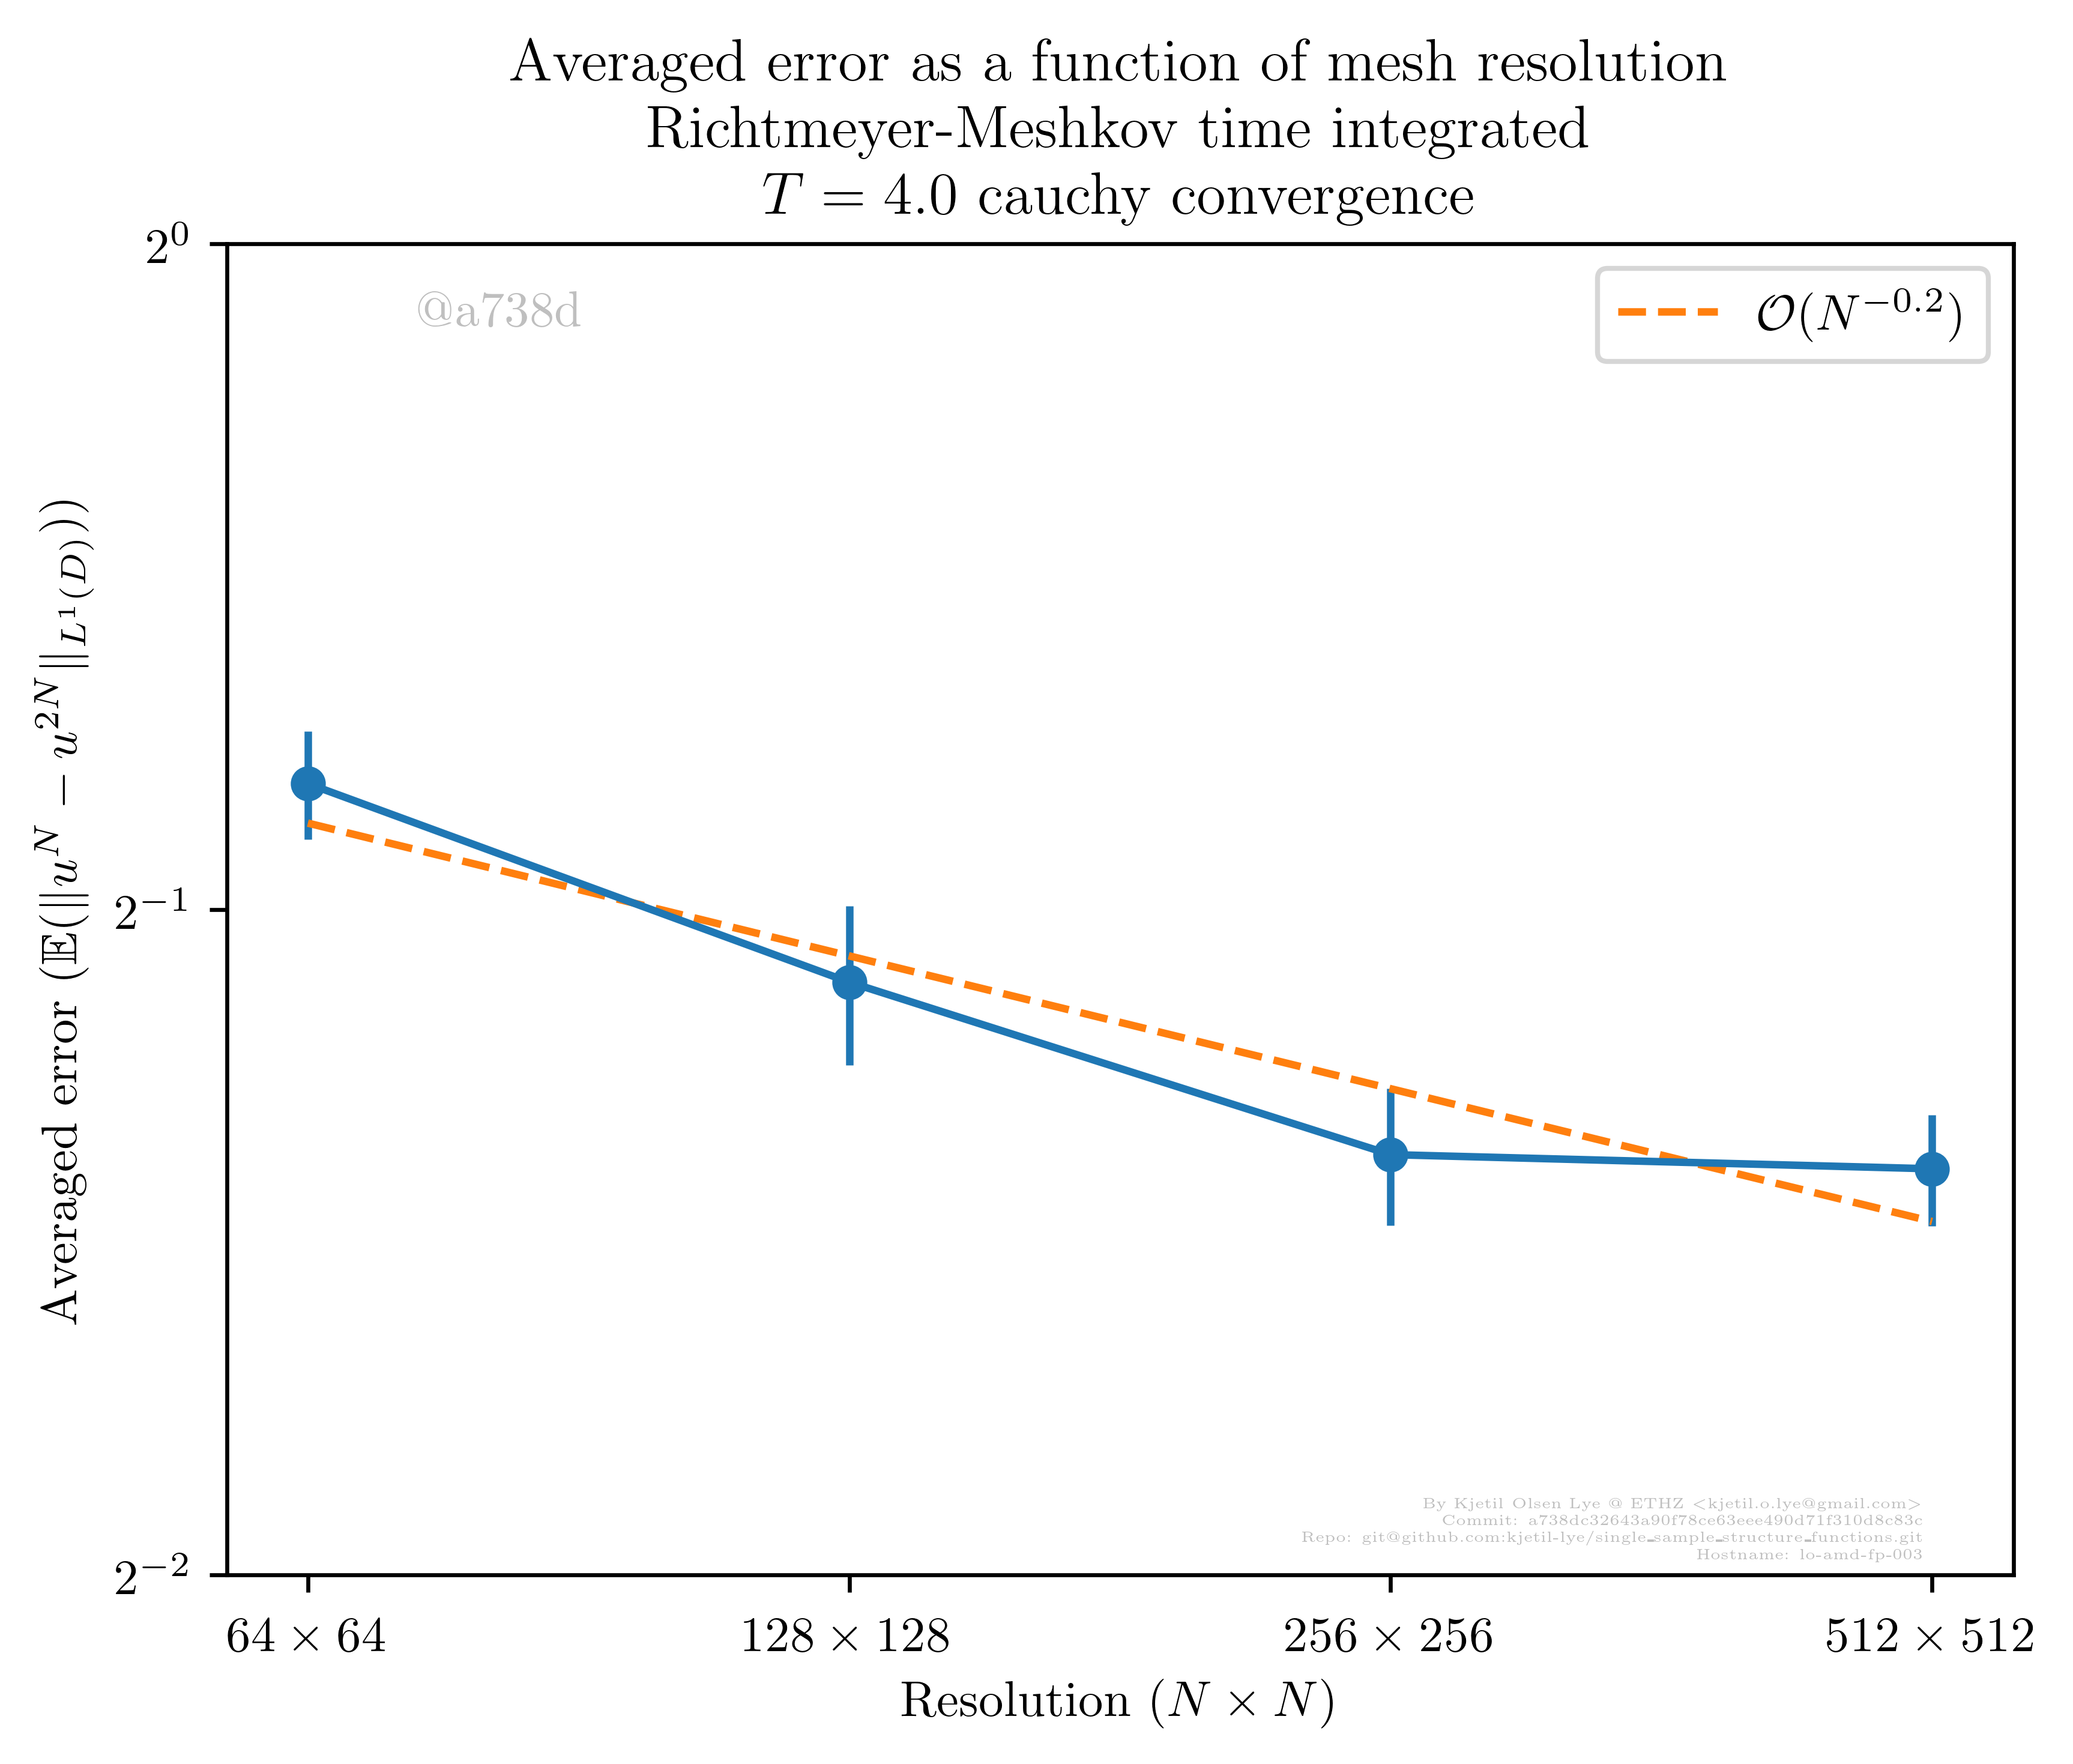 Averaged error as a function of mesh resolution
Richtmeyer-Meshkov time integrated
T = 4.0 cauchy convergence
2^0
@a738d
O(N^{-0.2})
Averaged error (𝔼(||u^N − u^{2N}||_{L^1(D)}))
2^{-1}
By Kjetil Olsen Lye @ ETHZ <kjetil.o.lye@gmail.com>
Commit: a738dc32643a90f78ce63eee490d71f310d8c83c
Repo: git@github.com:kjetil-lye/single_sample_structure_functions.git
Hostname: lo-amd-fp-003
2^{-2}
64 × 64 128 × 128 256 × 256 512 × 512
Resolution (N × N)